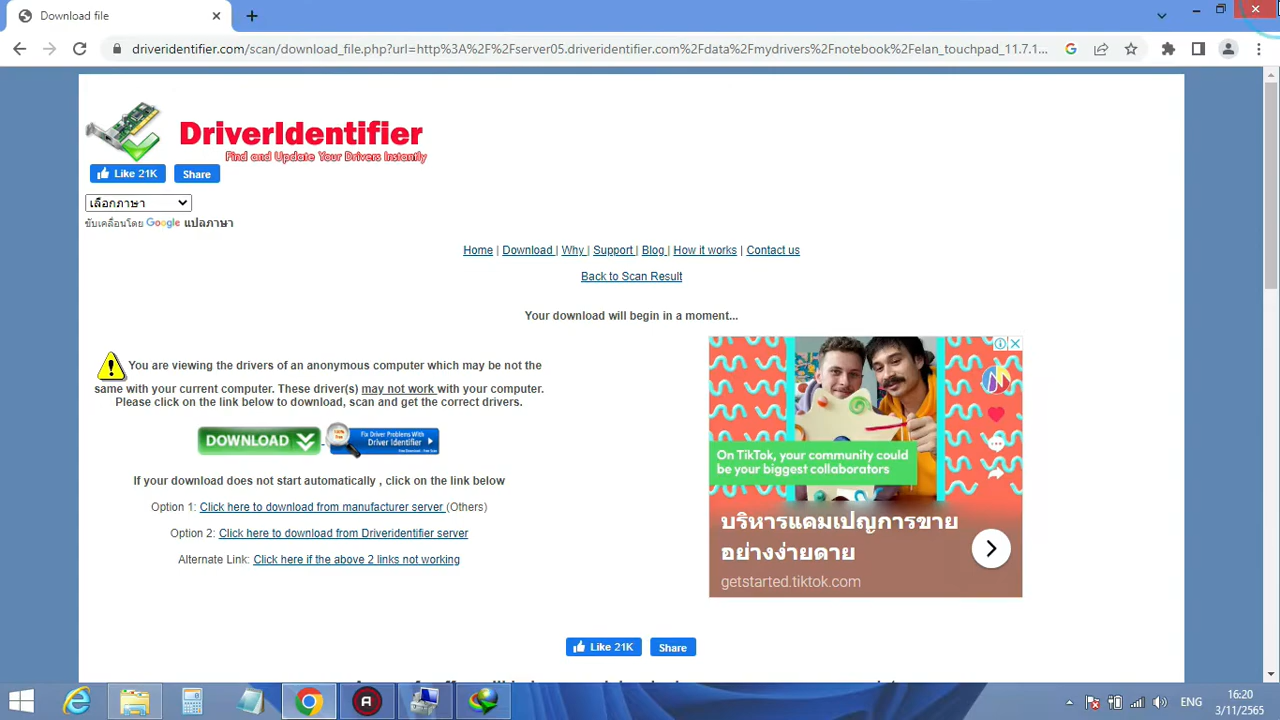 Download file
driveridentifier.com/scan/download_file.php?url=http%3A%2F%2Fserver05.driveridentifier.com%2Fdata%2Fmydrivers%2Fnotebook%2Felan_touchpad_11.7.1...
DriverIdentifier
Find and Update Your Drivers Instantly
Like 21K Share
เลือกภาษา
ขับเคลื่อนโดย Google แปลภาษา
Home | Download | Why | Support | Blog | How it works | Contact us
Back to Scan Result
Your download will begin in a moment...
You are viewing the drivers of an anonymous computer which may be not the
same with your current computer. These driver(s) may not work with your computer.
Please click on the link below to download, scan and get the correct drivers.
DOWNLOAD
Fix Driver Problems With
Driver Identifier
If your download does not start automatically , click on the link below
Option 1: Click here to download from manufacturer server (Others)
Option 2: Click here to download from Driveridentifier server
Alternate Link: Click here if the above 2 links not working
On TikTok, your community could
be your biggest collaborators
บริหารแคมเปญการขาย
อย่างง่ายดาย
getstarted.tiktok.com
Like 21K Share
ENG
16:20
3/11/2565